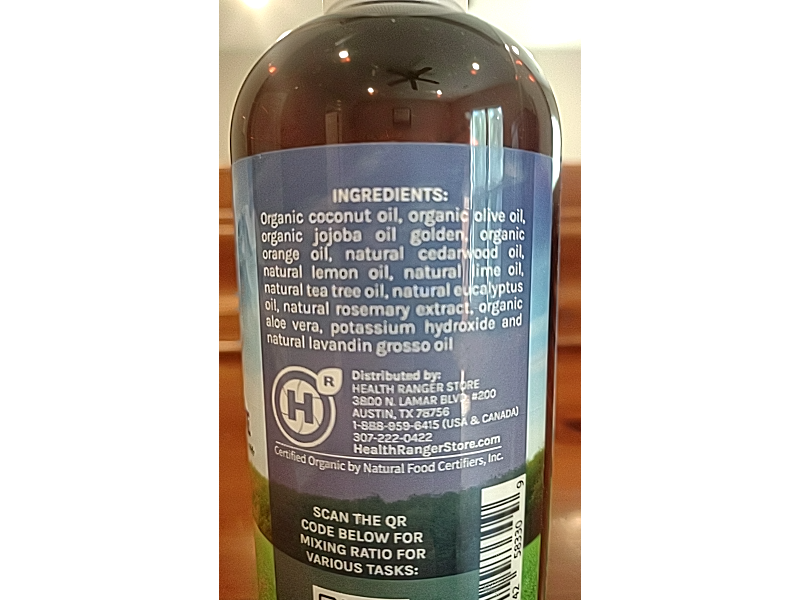 INGREDIENTS:
Organic coconut oil, organic olive oil,
organic jojoba oil golden, organic
orange oil, natural cedarwood oil,
natural lemon oil, natural lime oil,
natural tea tree oil, natural eucalyptus
oil, natural rosemary extract, organic
aloe vera, potassium hydroxide and
natural lavandin grosso oil
H R
Distributed by:
HEALTH RANGER STORE
3800 N. LAMAR BLVD. #200
AUSTIN, TX 78756
1-888-959-6415 (USA & CANADA)
307-222-0422
HealthRangerStore.com
Certified Organic by Natural Food Certifiers, Inc.
SCAN THE QR
CODE BELOW FOR
MIXING RATIO FOR
VARIOUS TASKS:
58330 9